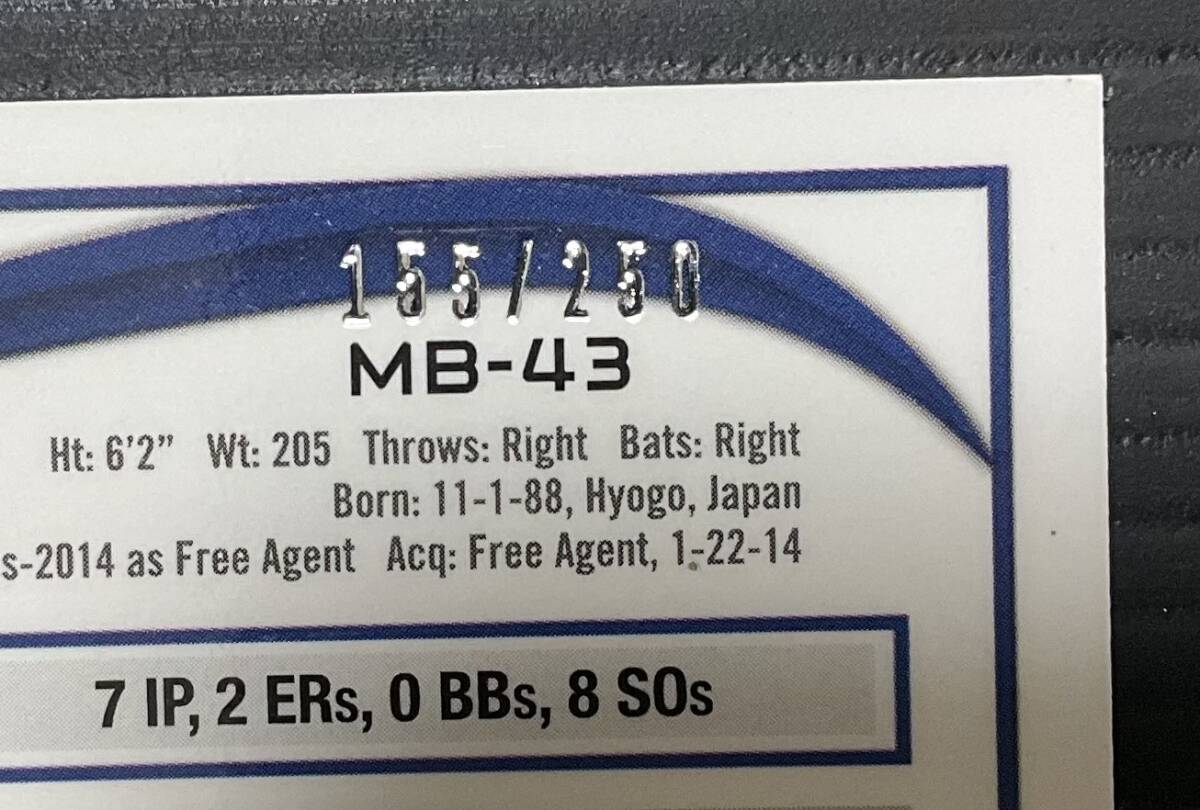 155/250
MB-43
Ht: 6'2" Wt: 205 Throws: Right Bats: Right
Born: 11-1-88, Hyogo, Japan
s-2014 as Free Agent Acq: Free Agent, 1-22-14
7 IP, 2 ERs, 0 BBs, 8 SOs